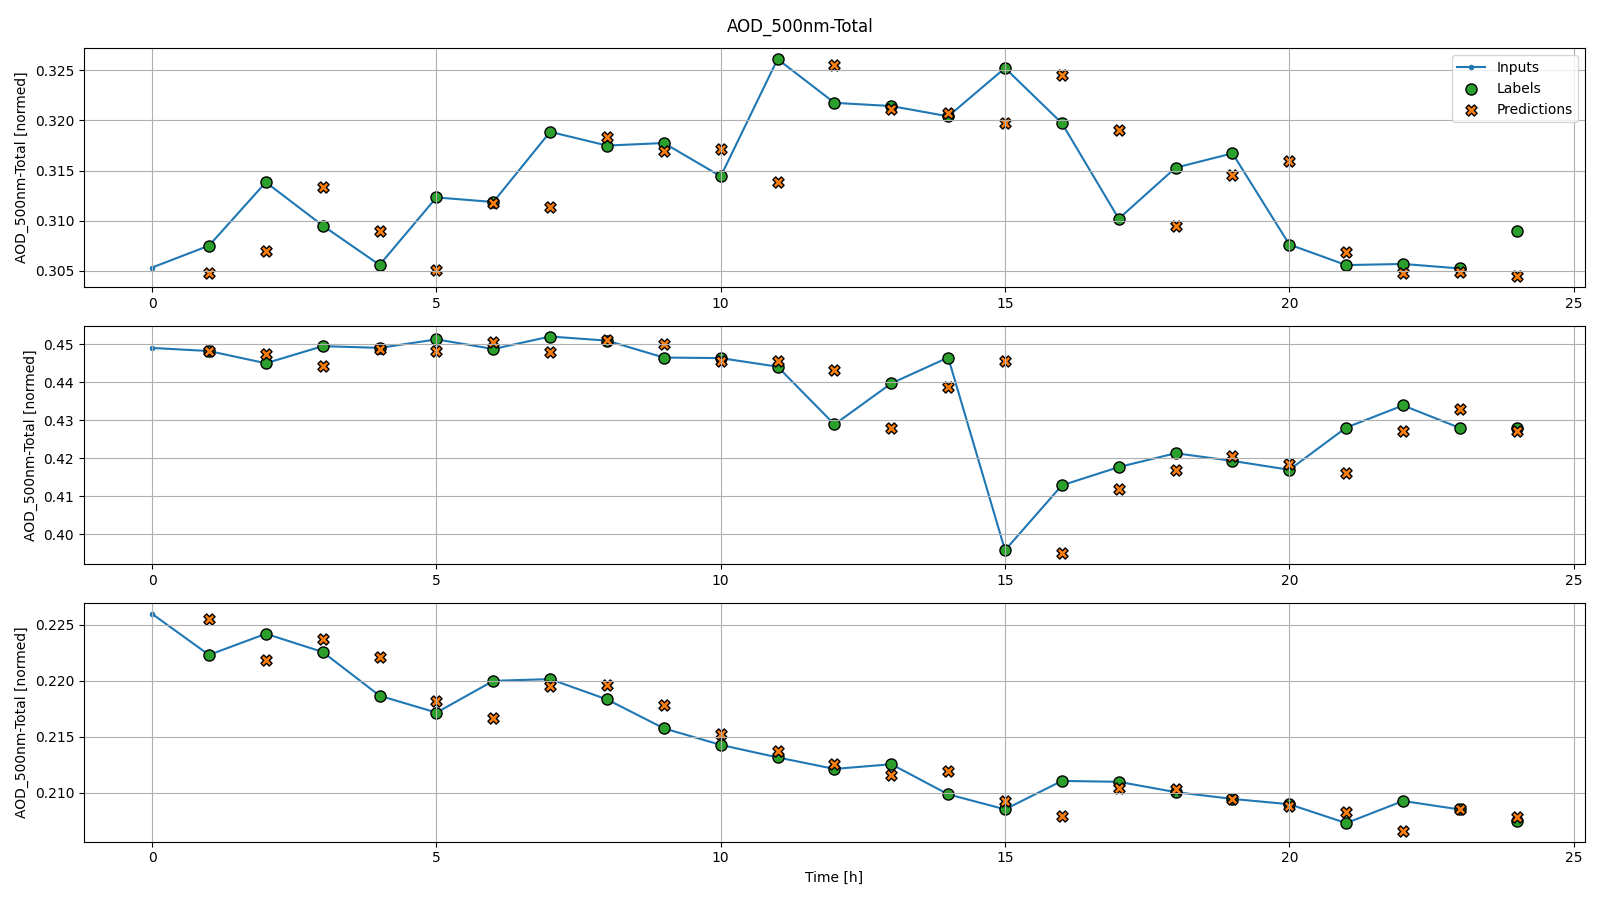 AOD_500nm-Total
AOD_500nm-Total [normed]
0.325
0.320
0.315
0.310
0.305
Inputs
Labels
Predictions
0 5 10 15 20 25
AOD_500nm-Total [normed]
0.45
0.44
0.43
0.42
0.41
0.40
0 5 10 15 20 25
AOD_500nm-Total [normed]
0.225
0.220
0.215
0.210
0 5 10 15 20 25
Time [h]